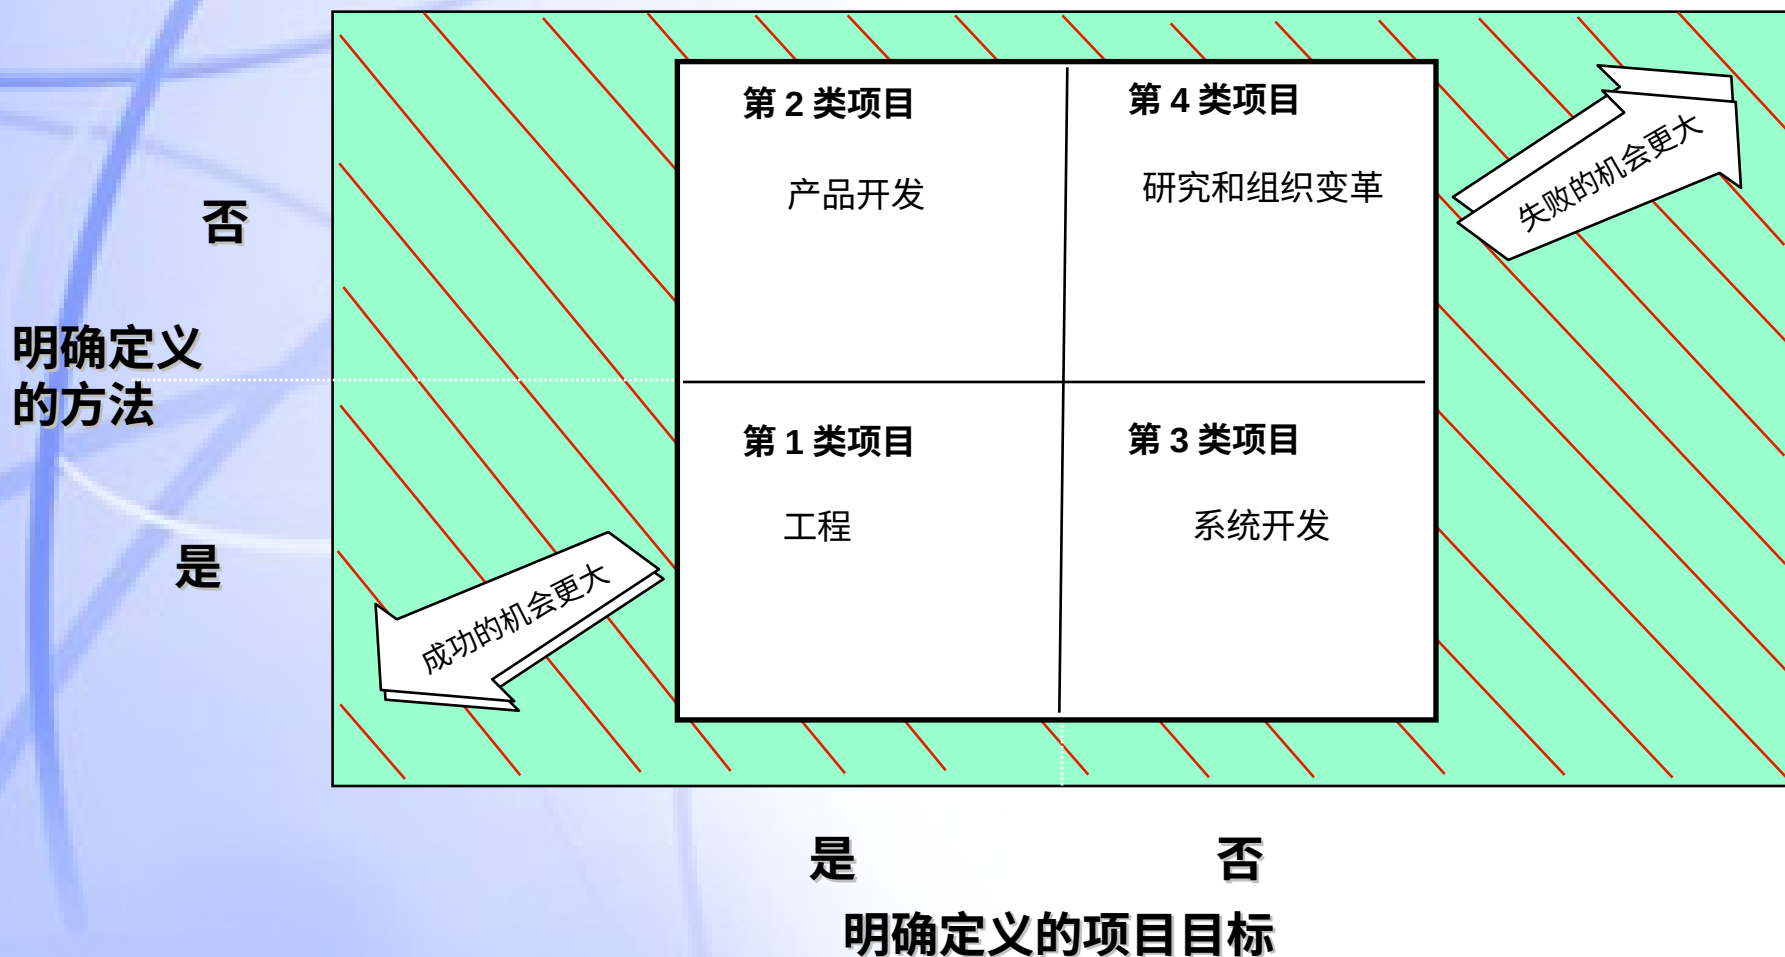 第 2 类项目
第 4 类项目
产品开发
研究和组织变革
失败的机会更大
否
明确定义
的方法
第 1 类项目
第 3 类项目
工程
系统开发
是
成功的机会更大
是
否
明确定义的项目目标